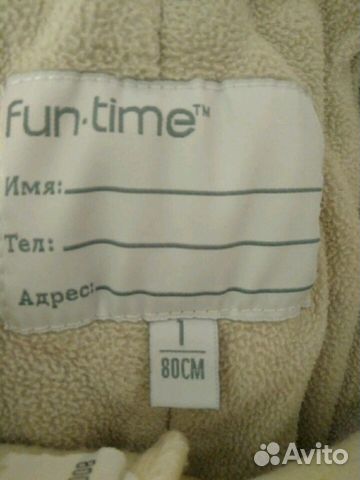 fun·time™
Имя:
Тел:
Адрес:
1
80CM
Avito